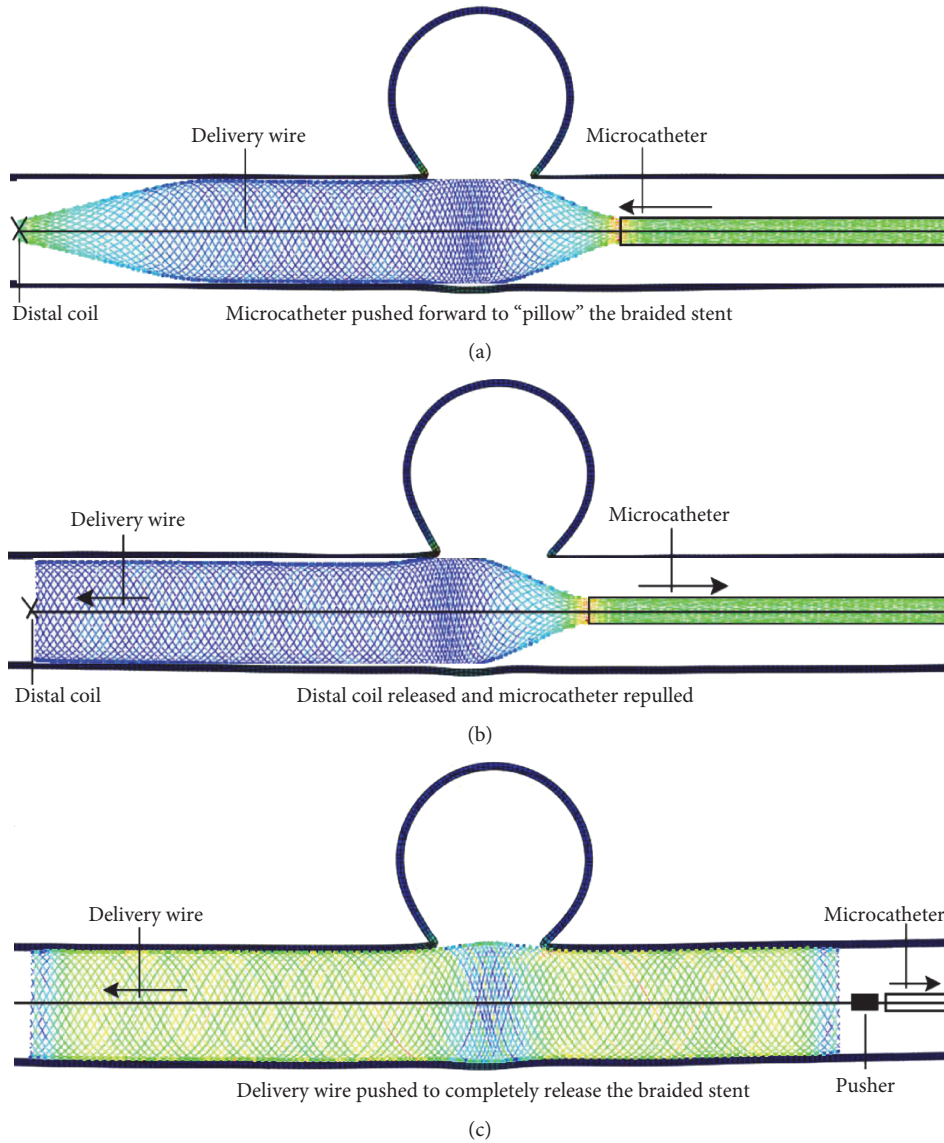 Delivery wire
Microcatheter
Distal coil
Microcatheter pushed forward to “pillow” the braided stent
(a)
Delivery wire
Microcatheter
Distal coil
Distal coil released and microcatheter repulled
(b)
Delivery wire
Microcatheter
Delivery wire pushed to completely release the braided stent
Pusher
(c)